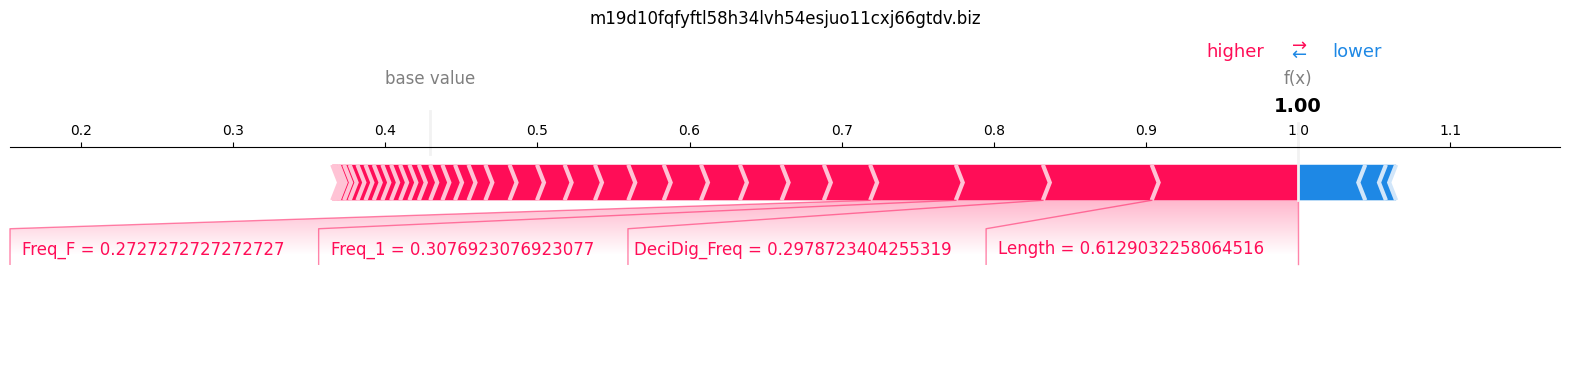 m19d10fqfyftl58h34lvh54esjuo11cxj66gtdv.biz
higher ⇄ lower
base value f(x)
1.00
0.2 0.3 0.4 0.5 0.6 0.7 0.8 0.9 1.0 1.1
Freq_F = 0.2727272727272727 Freq_1 = 0.3076923076923077 DeciDig_Freq = 0.2978723404255319 Length = 0.6129032258064516